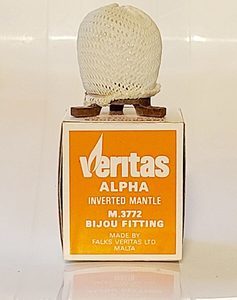 Veritas
ALPHA
INVERTED MANTLE
M.3772
BIJOU FITTING
MADE BY
FALKS VERITAS LTD.
MALTA